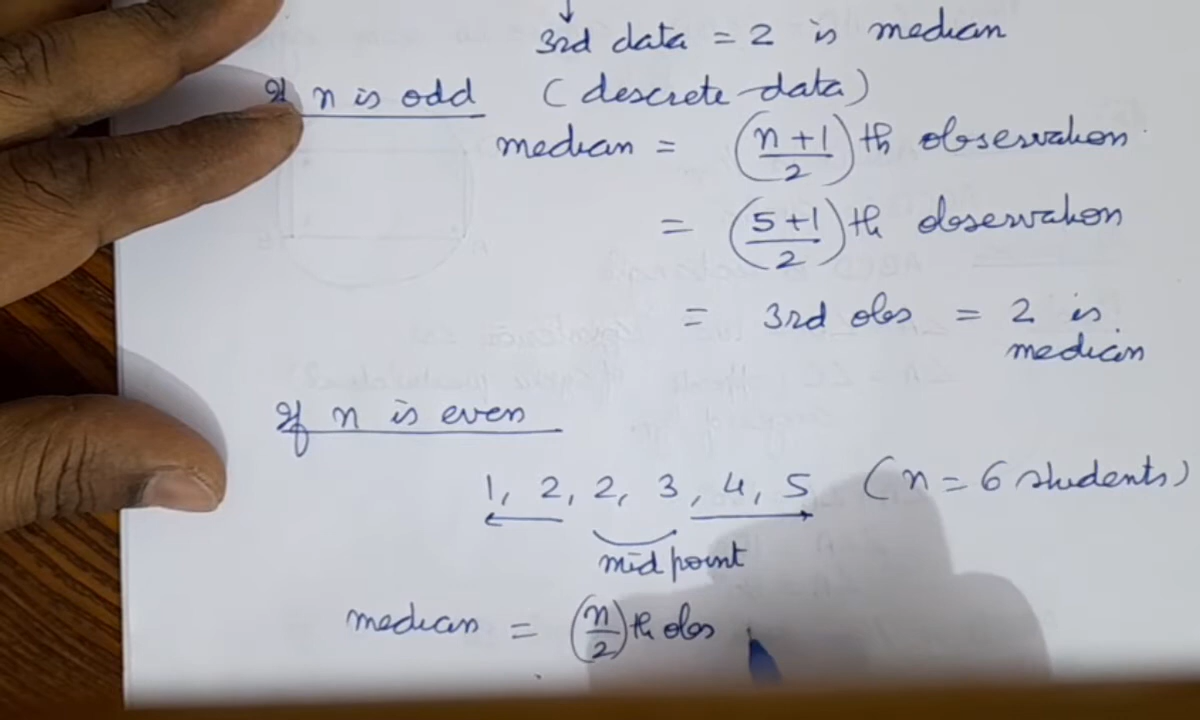 3rd data = 2 is median
If n is odd (descrete data)
median = (n+1/2)th observation
= (5+1/2)th observation
= 3rd obs = 2 is
median
If n is even
1, 2, 2, 3, 4, 5 (n = 6 students)
mid point
median = (n/2)th obs